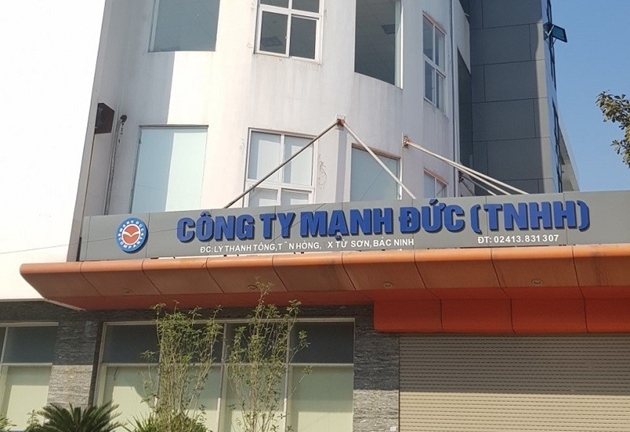 CÔNG TY MẠNH ĐỨC (TNHH)
ĐC:LÝ THÁNH TÔNG,T N HỒNG, X TỪ SƠN,BẮC NINH ĐT: 02413.831 307